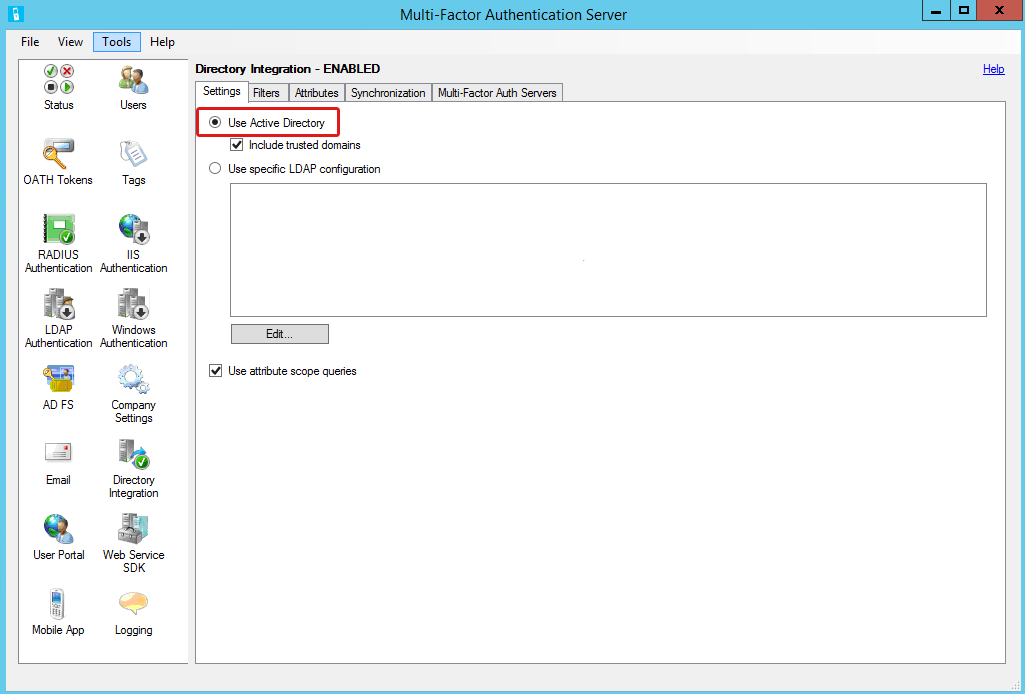 Multi-Factor Authentication Server
File View Tools Help
Status
Users
OATH Tokens
Tags
RADIUS
Authentication
IIS
Authentication
LDAP
Authentication
Windows
Authentication
AD FS
Company
Settings
Email
Directory
Integration
User Portal
Web Service
SDK
Mobile App
Logging
Directory Integration - ENABLED
Help
Settings Filters Attributes Synchronization Multi-Factor Auth Servers
Use Active Directory
Include trusted domains
Use specific LDAP configuration
Edit...
Use attribute scope queries